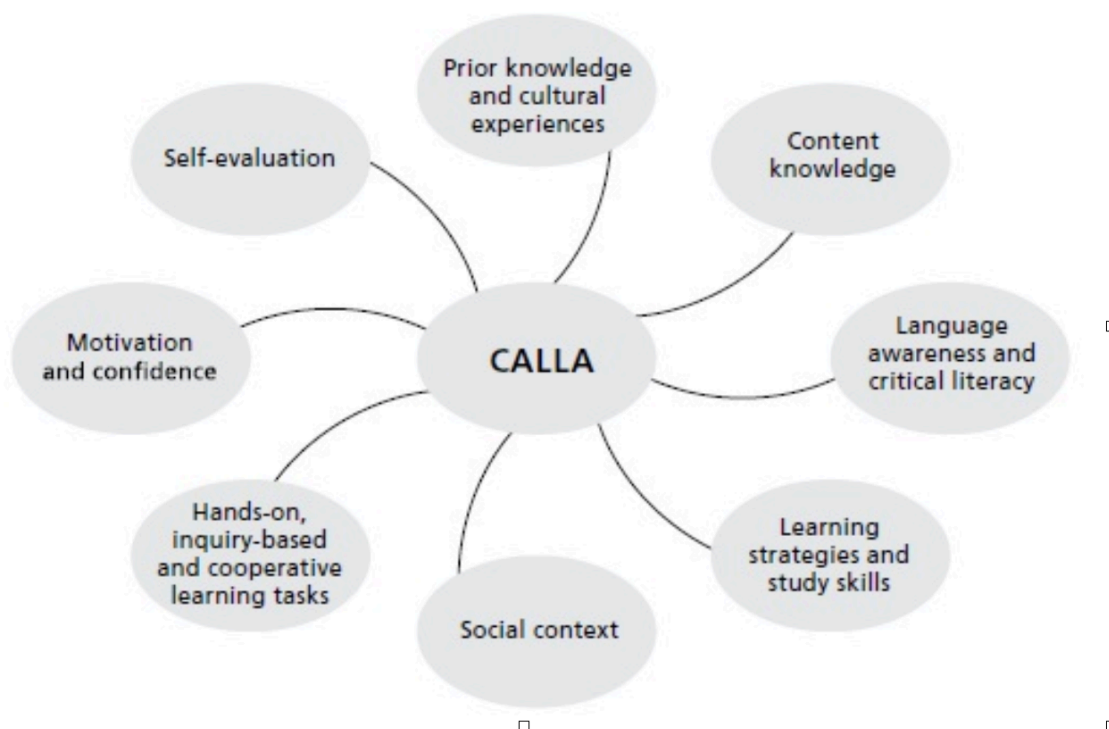 Prior knowledge
and cultural
experiences
Content
knowledge
Language
awareness and
critical literacy
Learning
strategies and
study skills
Social context
Hands-on,
inquiry-based
and cooperative
learning tasks
Motivation
and confidence
Self-evaluation
CALLA